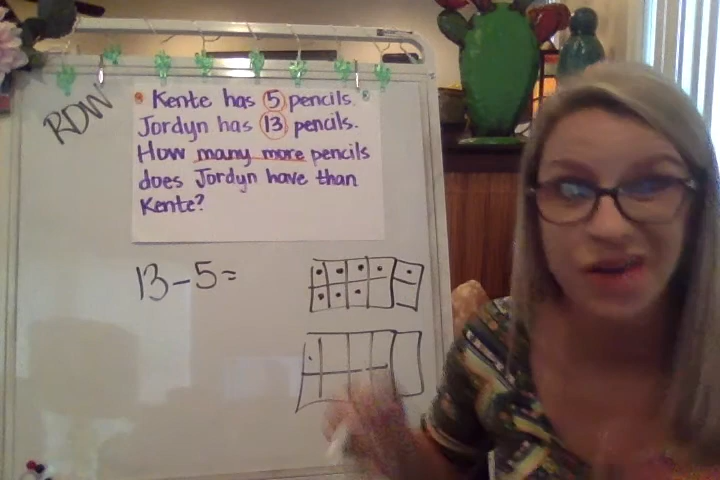 RDW
Kente has 5 pencils.
Jordyn has 13 pencils.
How many more pencils
does Jordyn have than
Kente?
13-5=